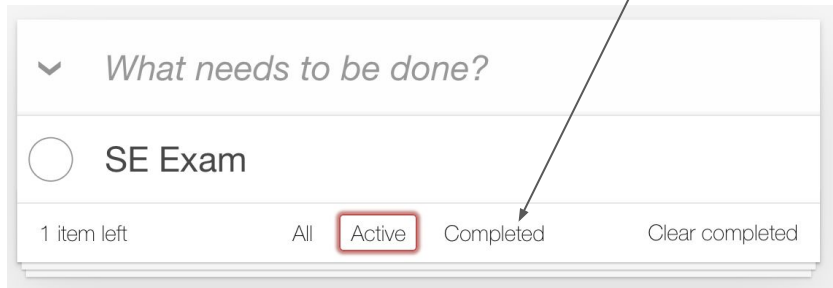 What needs to be done?
SE Exam
1 item left All Active Completed Clear completed